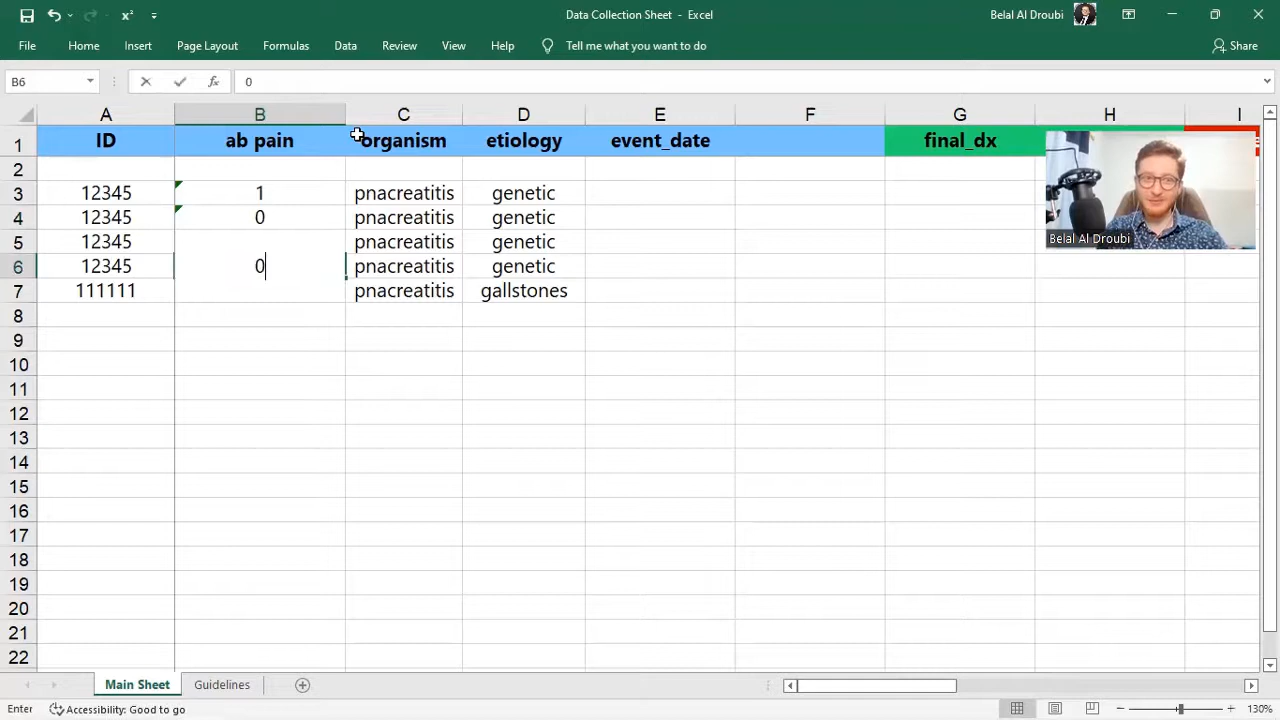 Data Collection Sheet - Excel
Belal Al Droubi
File Home Insert Page Layout Formulas Data Review View Help Tell me what you want to do Share
B6 fx 0
A B C D E F G H I
1 ID ab pain organism etiology event_date final_dx
2
3 12345 1 pnacreatitis genetic
4 12345 0 pnacreatitis genetic
5 12345 pnacreatitis genetic
6 12345 0 pnacreatitis genetic
7 111111 pnacreatitis gallstones
8
9
10
11
12
13
14
15
16
17
18
19
20
21
22
Belal Al Droubi
Main Sheet Guidelines
Enter Accessibility: Good to go 130%